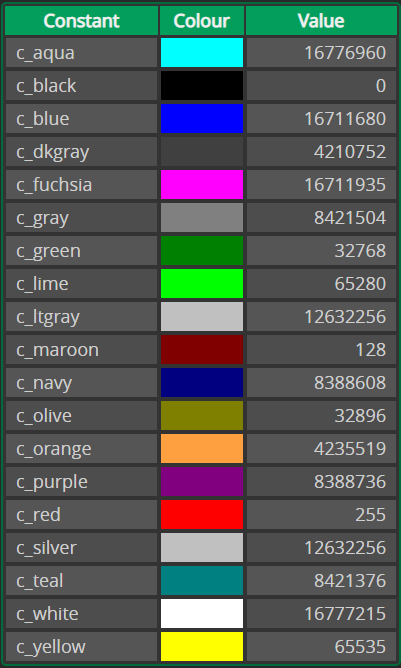 Constant Colour Value
c_aqua 16776960
c_black 0
c_blue 16711680
c_dkgray 4210752
c_fuchsia 16711935
c_gray 8421504
c_green 32768
c_lime 65280
c_ltgray 12632256
c_maroon 128
c_navy 8388608
c_olive 32896
c_orange 4235519
c_purple 8388736
c_red 255
c_silver 12632256
c_teal 8421376
c_white 16777215
c_yellow 65535